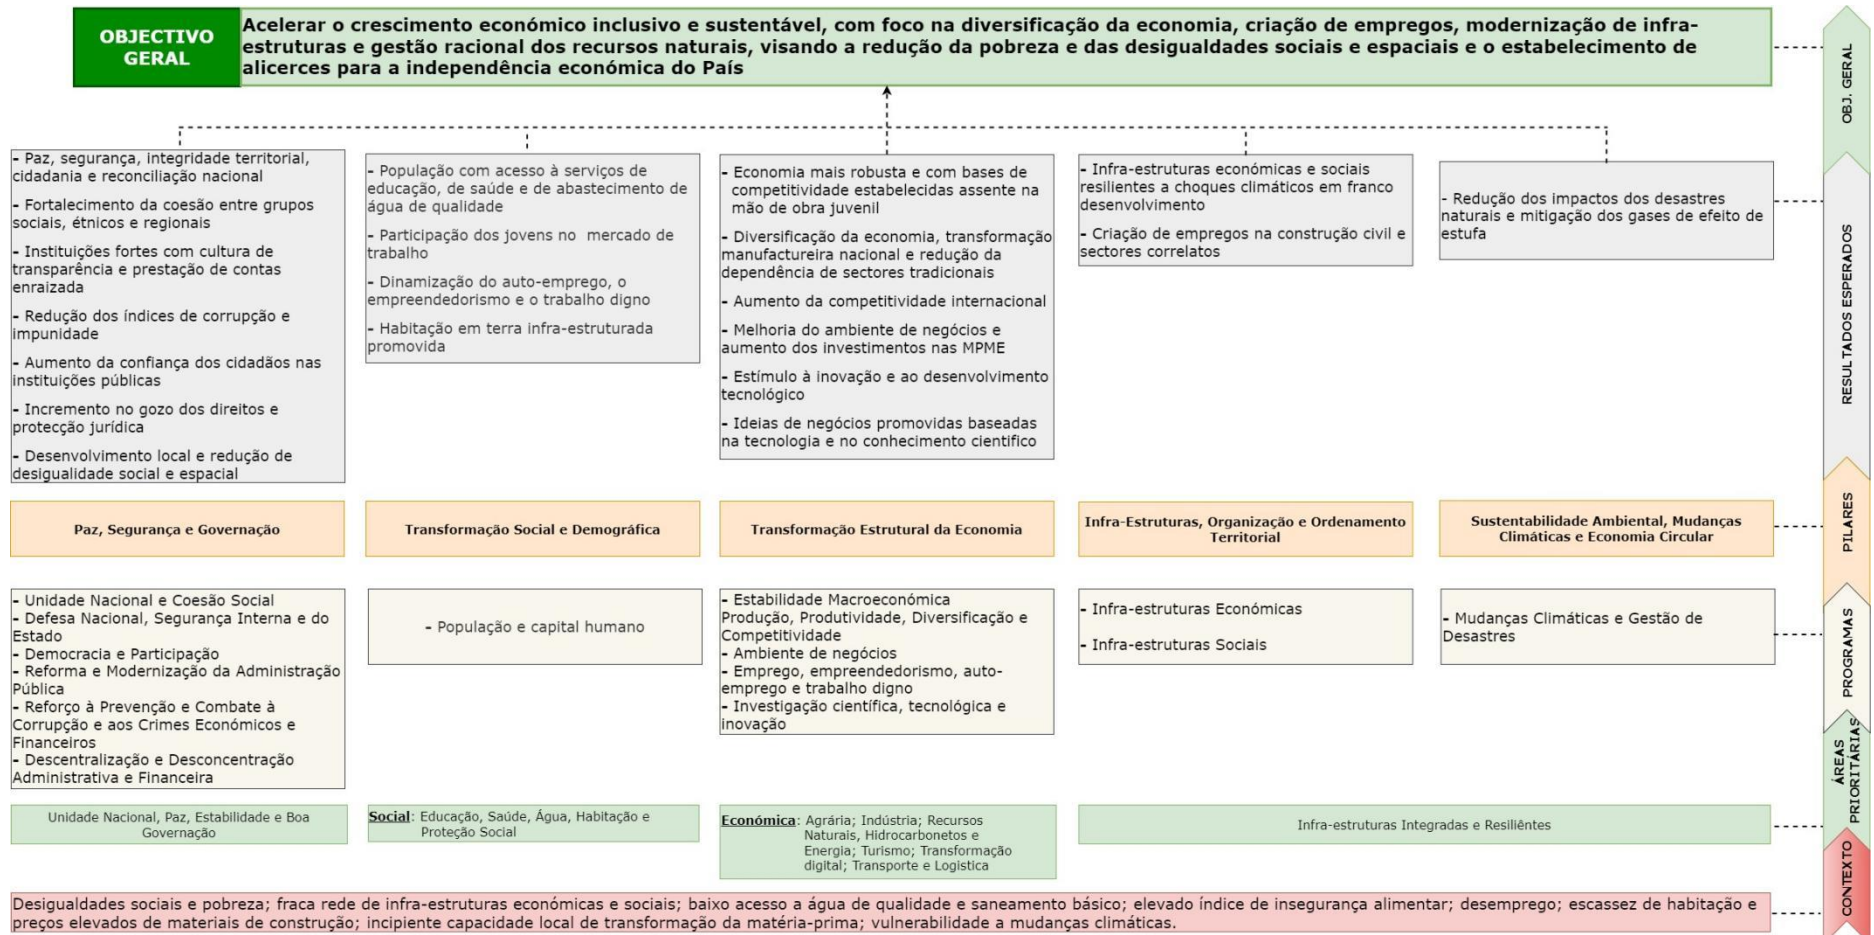 OBJECTIVO
GERAL
Acelerar o crescimento económico inclusivo e sustentável, com foco na diversificação da economia, criação de empregos, modernização de infra-
estruturas e gestão racional dos recursos naturais, visando a redução da pobreza e das desigualdades sociais e espaciais e o estabelecimento de
alicerces para a independência económica do País
OBJ. GERAL
- Paz, segurança, integridade territorial,
cidadania e reconciliação nacional
- Fortalecimento da coesão entre grupos
sociais, étnicos e regionais
- Instituições fortes com cultura de
transparência e prestação de contas
enraizada
- Redução dos índices de corrupção e
impunidade
- Aumento da confiança dos cidadãos nas
instituições públicas
- Incremento no gozo dos direitos e
protecção jurídica
- Desenvolvimento local e redução de
desigualdade social e espacial
- População com acesso à serviços de
educação, de saúde e de abastecimento de
água de qualidade
- Participação dos jovens no mercado de
trabalho
- Dinamização do auto-emprego, o
empreendedorismo e o trabalho digno
- Habitação em terra infra-estruturada
promovida
- Economia mais robusta e com bases de
competitividade estabelecidas assente na
mão de obra juvenil
- Diversificação da economia, transformação
manufactureira nacional e redução da
dependência de sectores tradicionais
- Aumento da competitividade internacional
- Melhoria do ambiente de negócios e
aumento dos investimentos nas MPME
- Estímulo à inovação e ao desenvolvimento
tecnológico
- Ideias de negócios promovidas baseadas
na tecnologia e no conhecimento cientifico
- Infra-estruturas económicas e sociais
resilientes a choques climáticos em franco
desenvolvimento
- Criação de empregos na construção civil e
sectores correlatos
- Redução dos impactos dos desastres
naturais e mitigação dos gases de efeito de
estufa
RESULTADOS ESPERADOS
Paz, Segurança e Governação
Transformação Social e Demográfica
Transformação Estrutural da Economia
Infra-Estruturas, Organização e Ordenamento
Territorial
Sustentabilidade Ambiental, Mudanças
Climáticas e Economia Circular
PILARES
- Unidade Nacional e Coesão Social
- Defesa Nacional, Segurança Interna e do
Estado
- Democracia e Participação
- Reforma e Modernização da Administração
Pública
- Reforço à Prevenção e Combate à
Corrupção e aos Crimes Económicos e
Financeiros
- Descentralização e Desconcentração
Administrativa e Financeira
- População e capital humano
- Estabilidade Macroeconómica
Produção, Produtividade, Diversificação e
Competitividade
- Ambiente de negócios
- Emprego, empreendedorismo, auto-
emprego e trabalho digno
- Investigação científica, tecnológica e
inovação
- Infra-estruturas Económicas
- Infra-estruturas Sociais
- Mudanças Climáticas e Gestão de
Desastres
PROGRAMAS
Unidade Nacional, Paz, Estabilidade e Boa
Governação
Social: Educação, Saúde, Água, Habitação e
Proteção Social
Económica: Agrária; Indústria; Recursos
Naturais, Hidrocarbonetos e
Energia; Turismo; Transformação
digital; Transporte e Logistica
Infra-estruturas Integradas e Resiliêntes
ÁREAS
PRIORITÁRIAS
Desigualdades sociais e pobreza; fraca rede de infra-estruturas económicas e sociais; baixo acesso a água de qualidade e saneamento básico; elevado índice de insegurança alimentar; desemprego; escassez de habitação e
preços elevados de materiais de construção; incipiente capacidade local de transformação da matéria-prima; vulnerabilidade a mudanças climáticas.
CONTEXTO